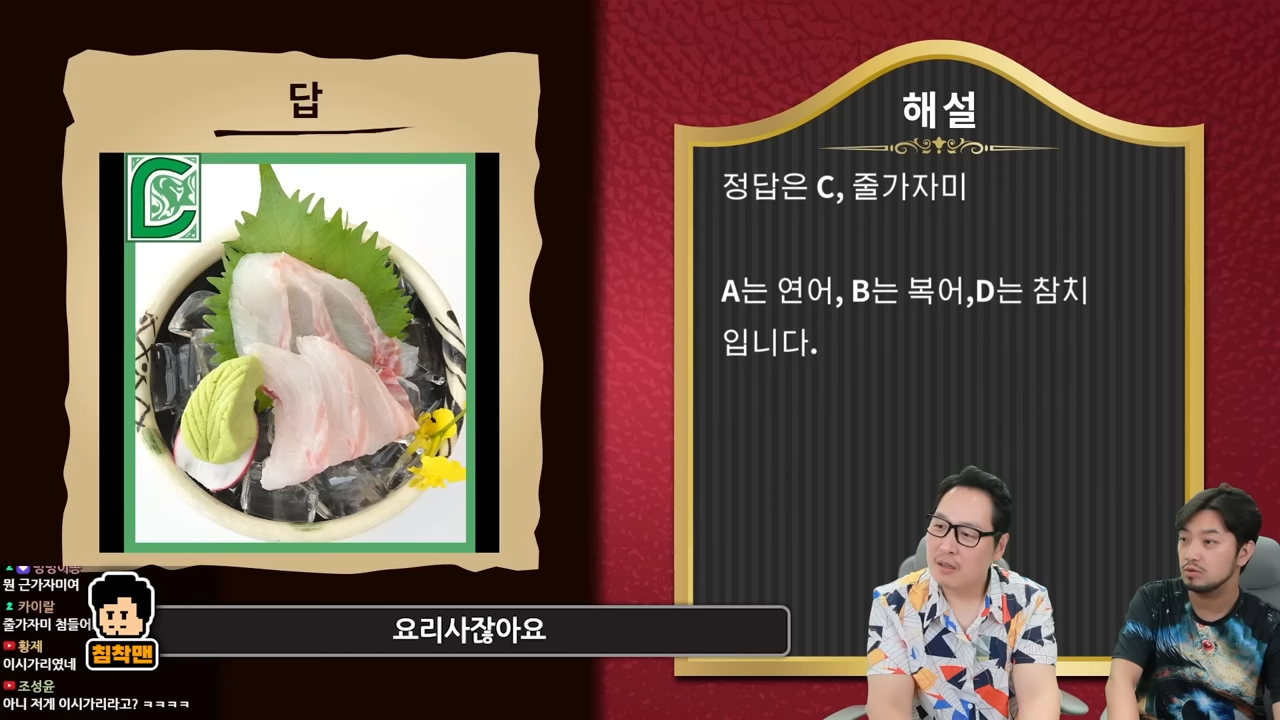 답
C
해설
정답은 C, 줄가자미
A는 연어, B는 복어,D는 참치
입니다.
뭔 근가자미여
카이랄
줄가자미 첨들어
황제
이시가리였네
조성윤
아니 저게 이시가리라고? ㅋㅋㅋㅋ
침착맨
요리사잖아요